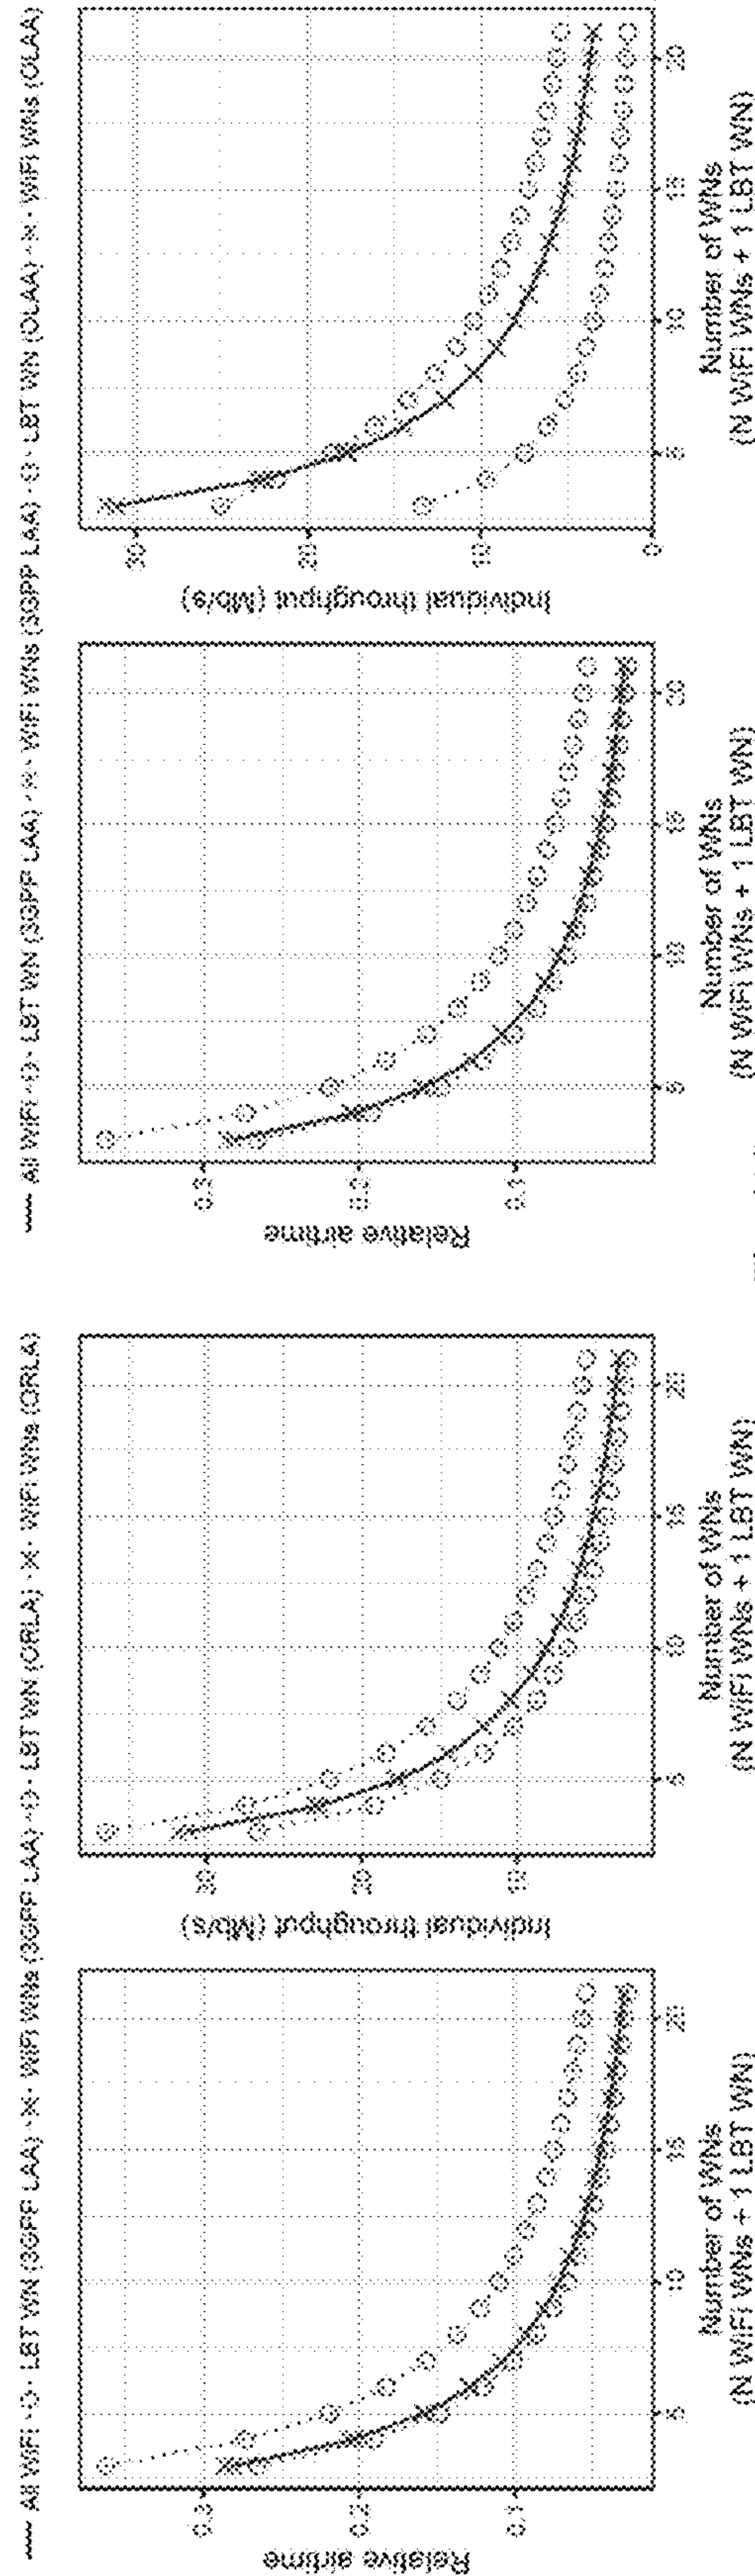 All WiFi LBT WN (3GPP LAA) WiFi WNs (3GPP LAA) LBT WN (ORLA) WiFi WNs (ORLA)
Relative airtime
0.3
0.2
0.1
5 10 15 20
Number of WNs
(N WiFi WNs + 1 LBT WN)
Individual throughput (Mb/s)
30
20
10
5 10 15 20
Number of WNs
(N WiFi WNs + 1 LBT WN)
All WiFi LBT WN (3GPP LAA) WiFi WNs (3GPP LAA) LBT WN (OLAA) WiFi WNs (OLAA)
Relative airtime
0.3
0.2
0.1
5 10 15 20
Number of WNs
(N WiFi WNs + 1 LBT WN)
Individual throughput (Mb/s)
30
20
10
0
5 10 15 20
Number of WNs
(N WiFi WNs + 1 LBT WN)